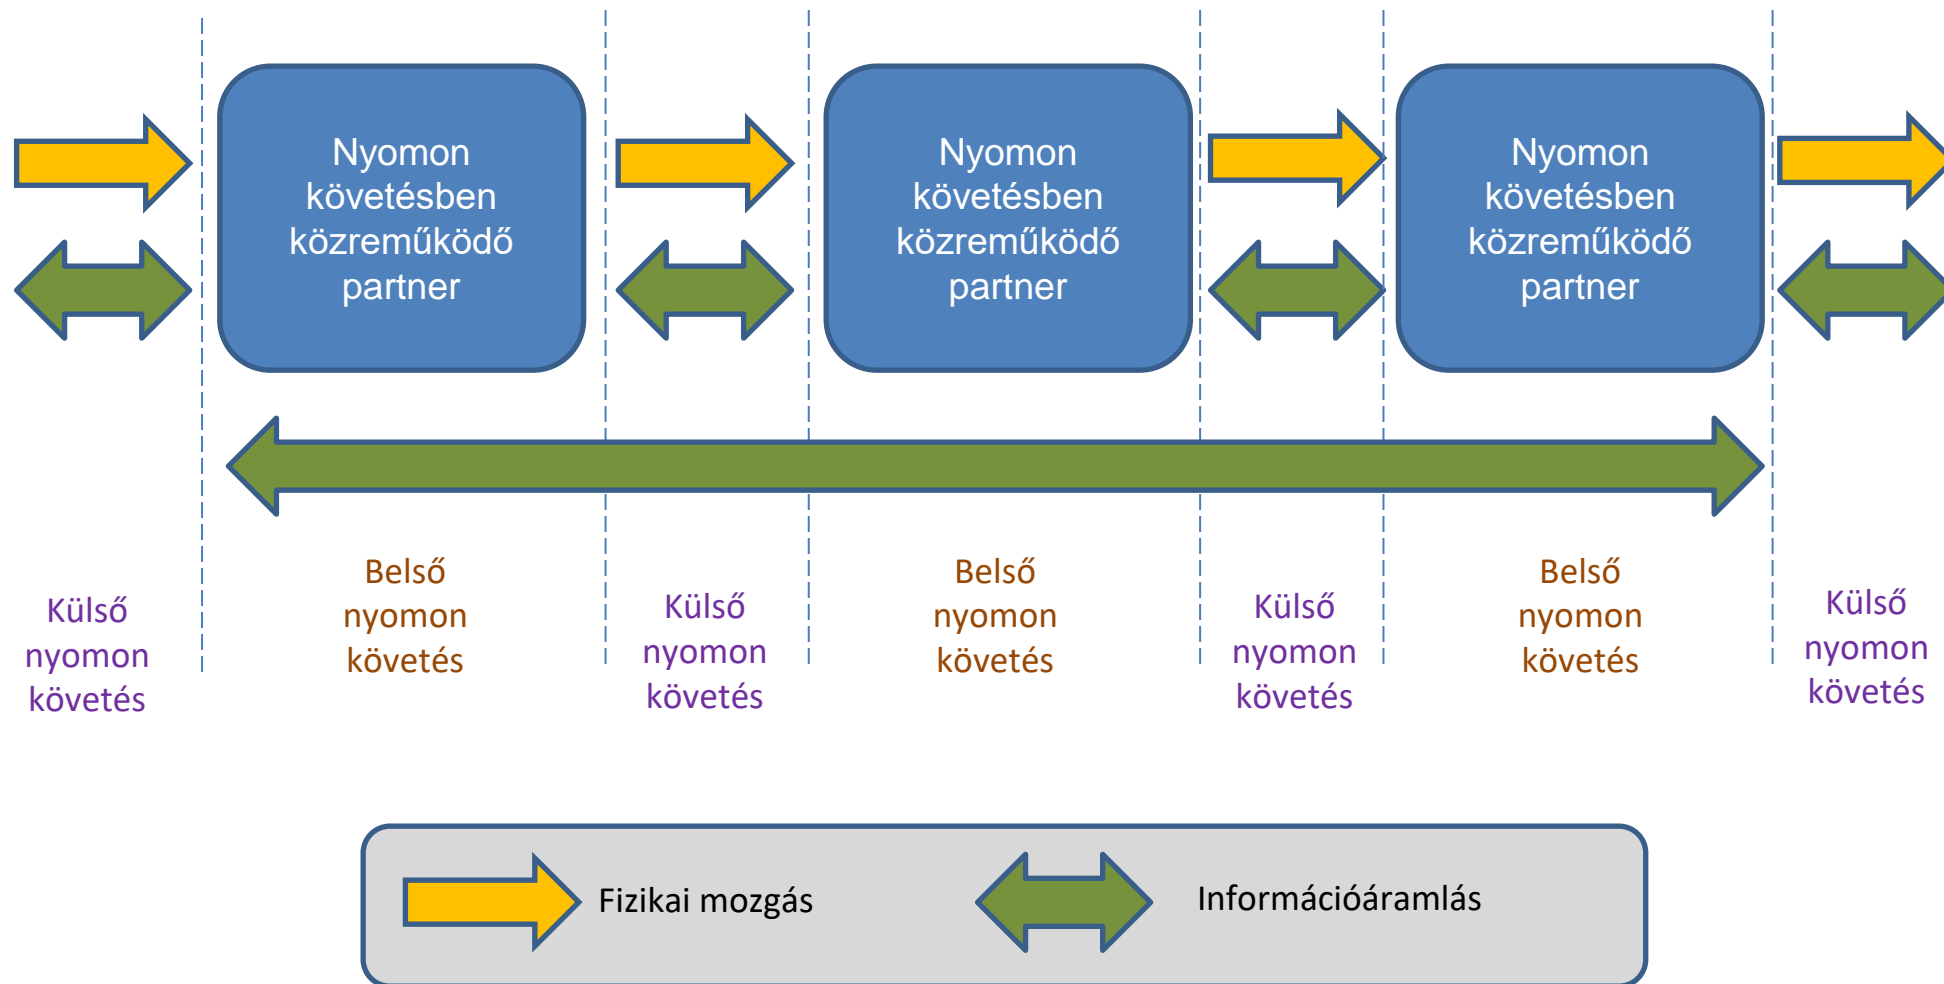 Nyomon
követésben
közreműködő
partner
Nyomon
követésben
közreműködő
partner
Nyomon
követésben
közreműködő
partner
Külső
nyomon
követés
Belső
nyomon
követés
Külső
nyomon
követés
Belső
nyomon
követés
Külső
nyomon
követés
Belső
nyomon
követés
Külső
nyomon
követés
Fizikai mozgás
Információáramlás